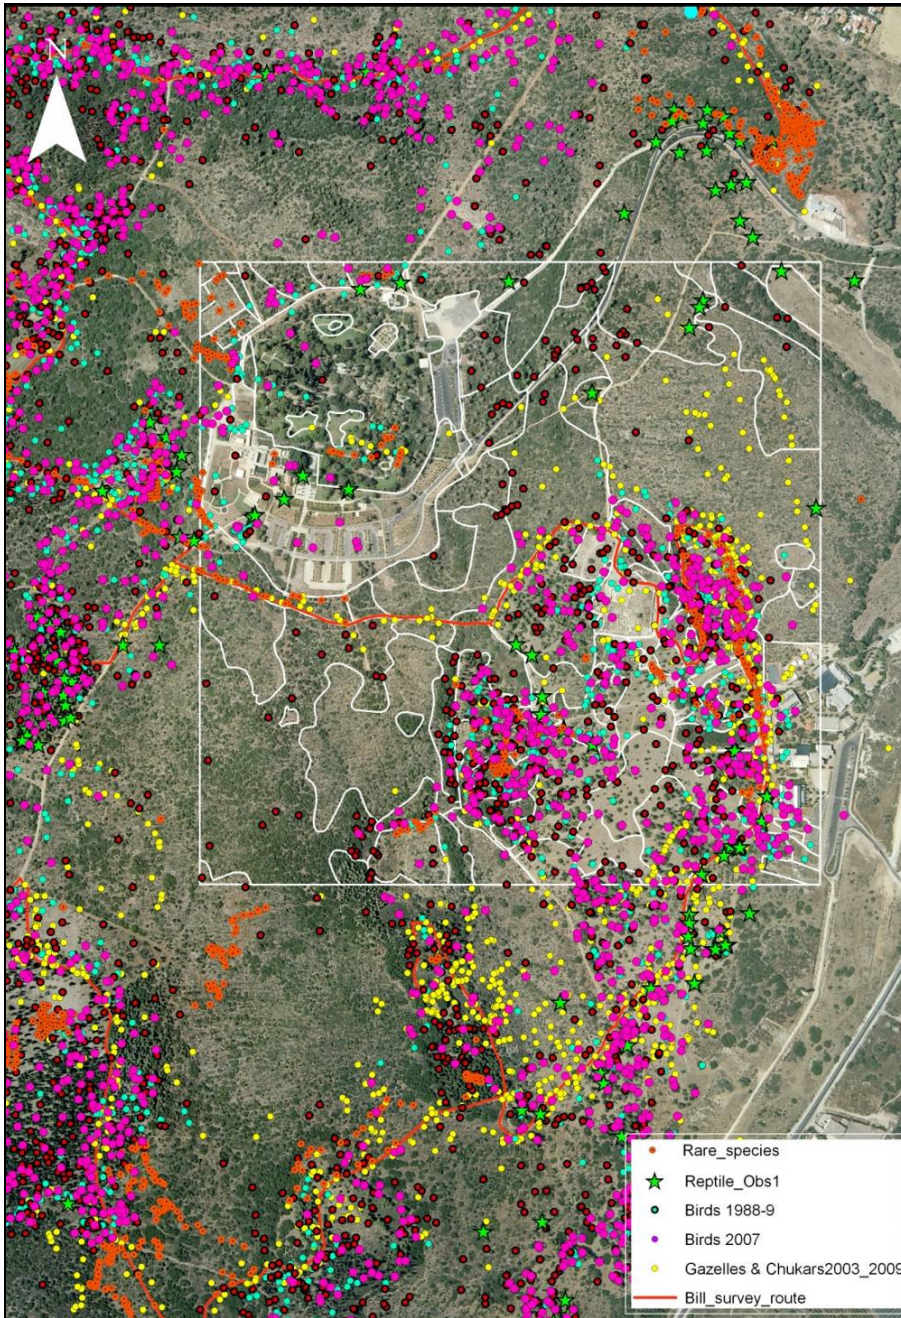 N
Rare_species
Reptile_Obs1
Birds 1988-9
Birds 2007
Gazelles & Chukars2003_2009
Bill_survey_route